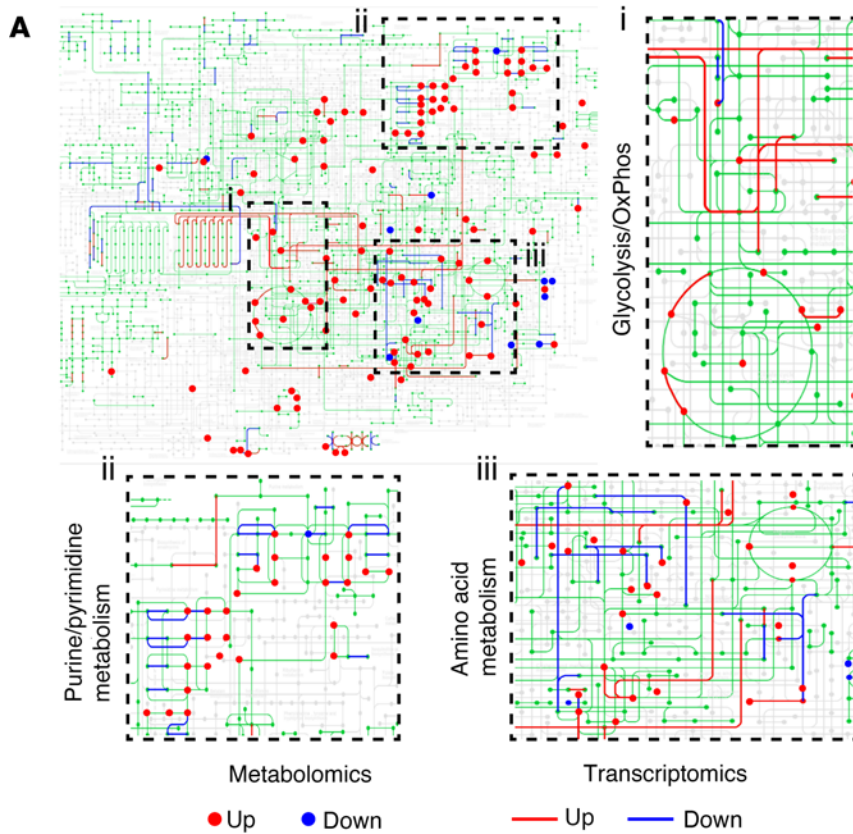 A
ii
i
iii
i
Glycolysis/OxPhos
ii
Purine/pyrimidine
metabolism
iii
Amino acid
metabolism
Metabolomics
Transcriptomics
Up
Down
Up
Down